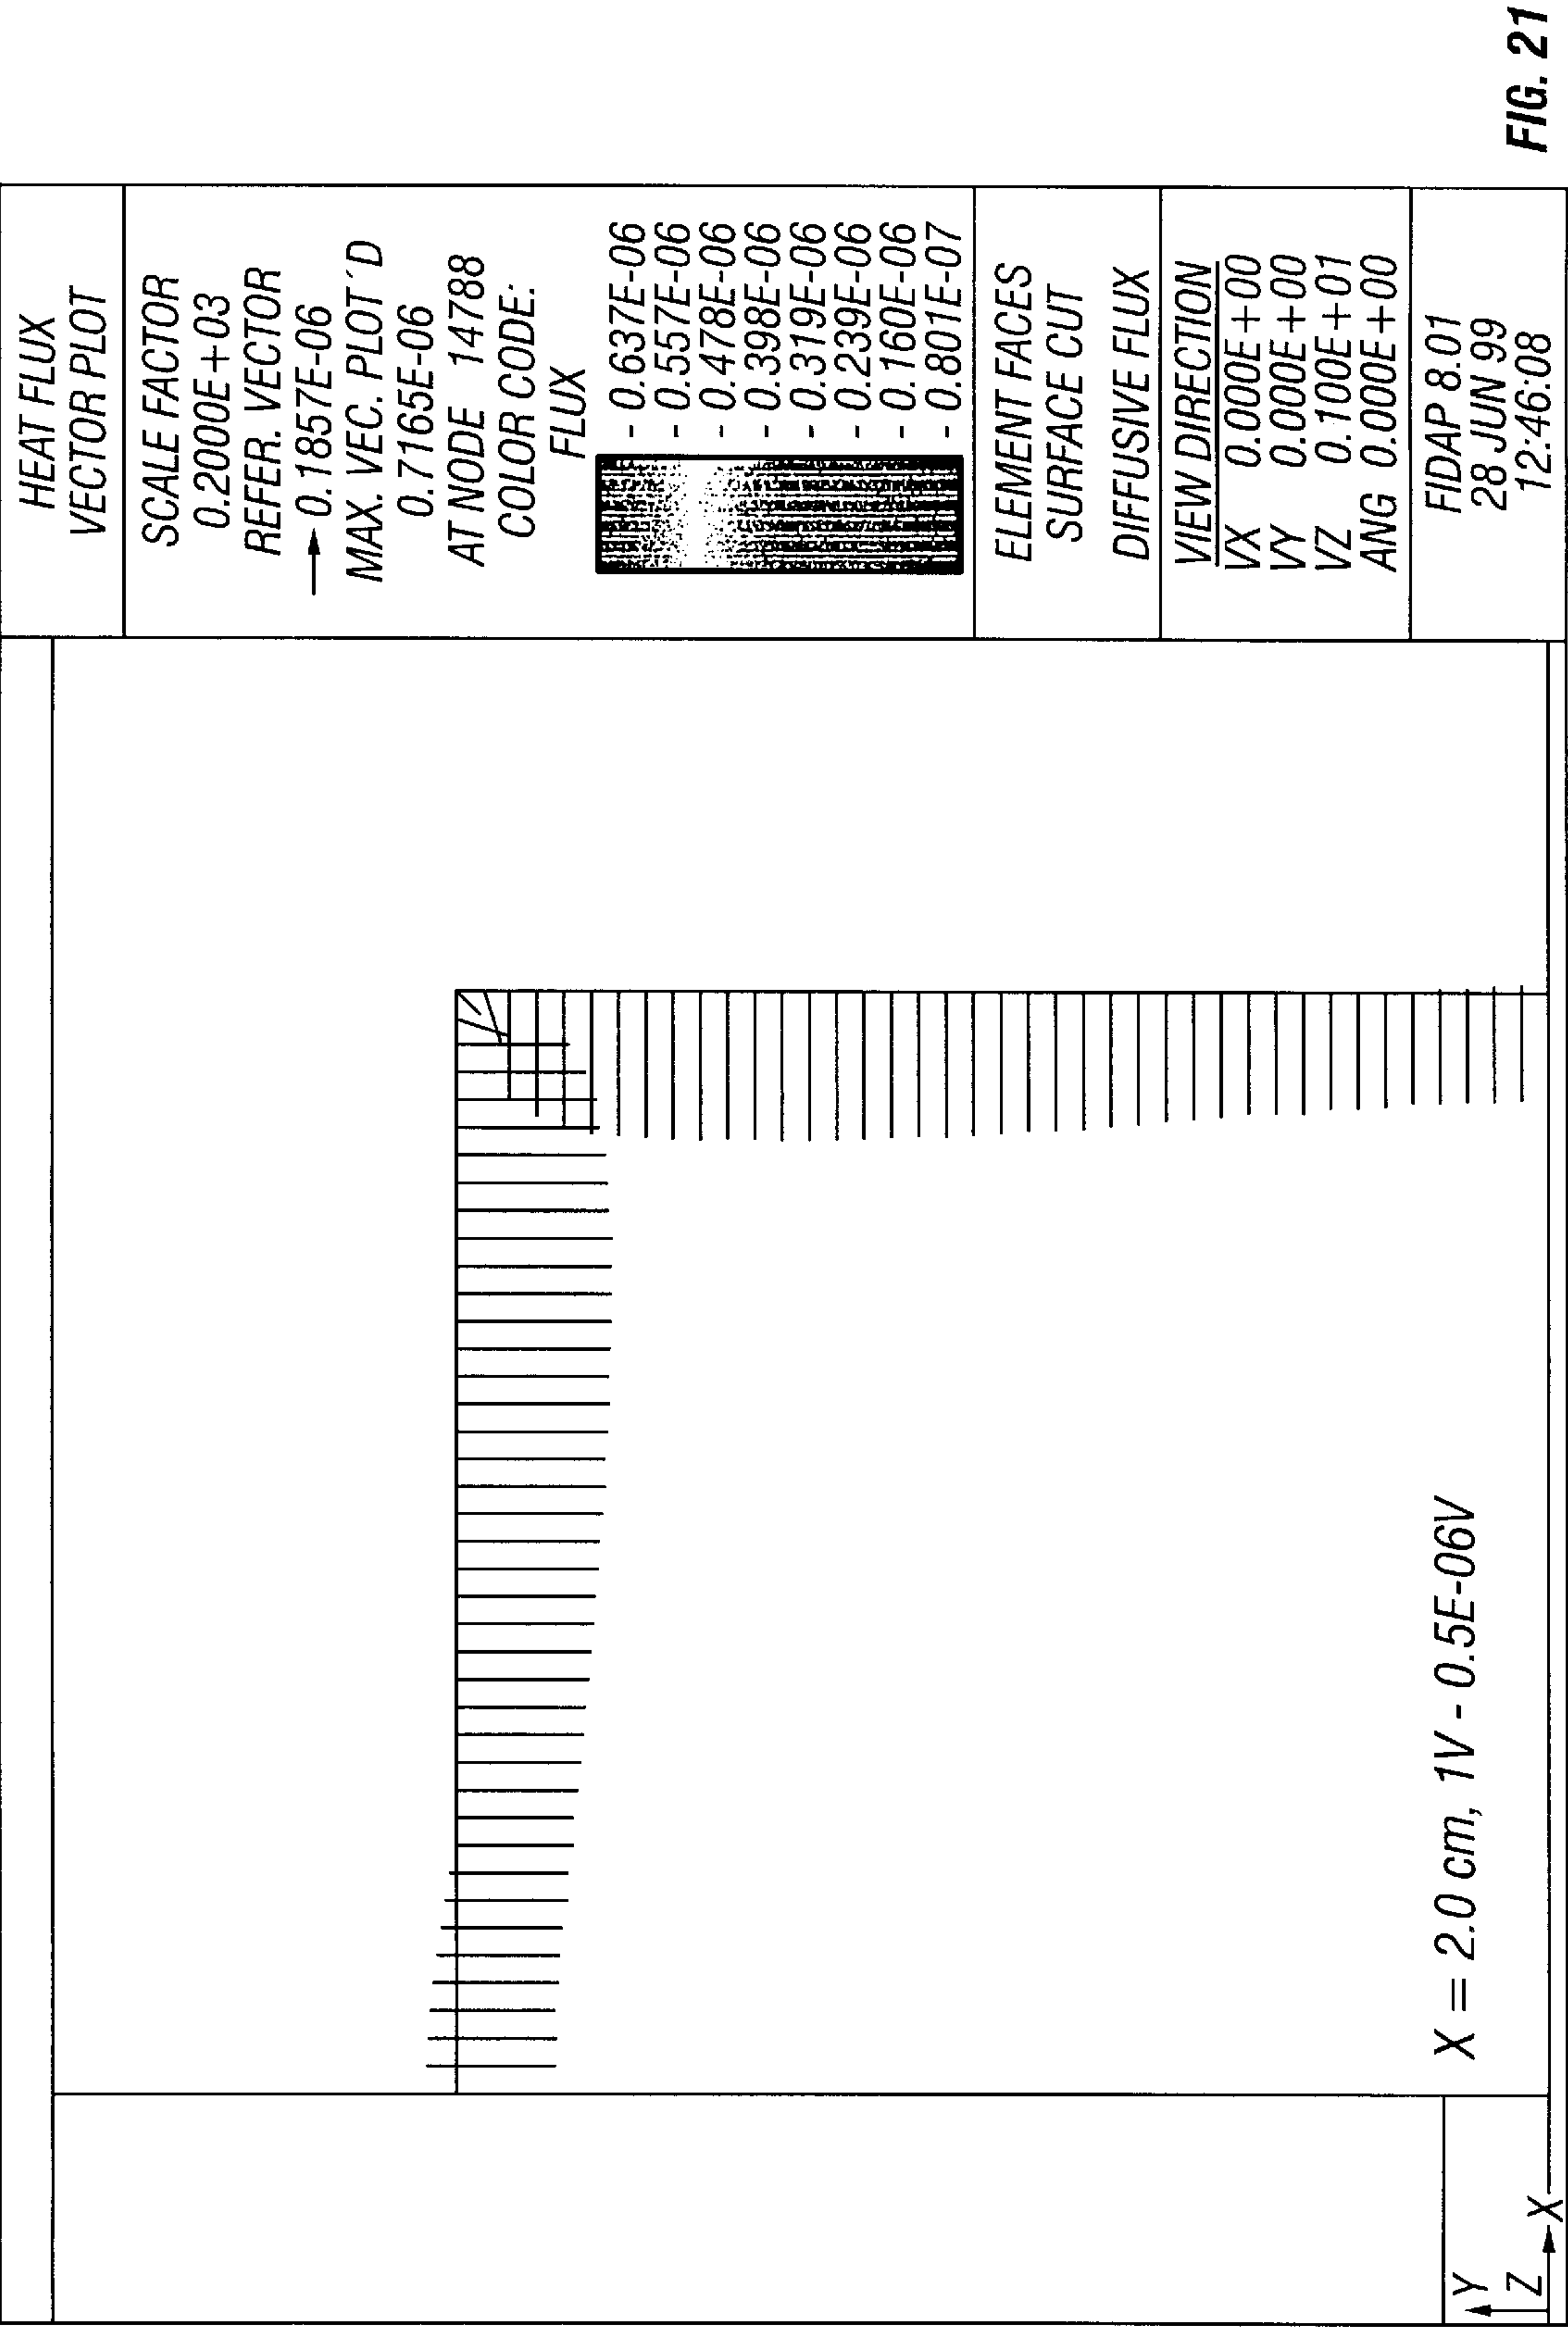 HEAT FLUX
VECTOR PLOT
SCALE FACTOR
0.2000E+03
REFER. VECTOR
0.1857E-06
MAX. VEC. PLOT'D
0.7165E-06
AT NODE 14788
COLOR CODE:
FLUX
- 0.637E-06
- 0.557E-06
- 0.478E-06
- 0.398E-06
- 0.319E-06
- 0.239E-06
- 0.160E-06
- 0.801E-07
ELEMENT FACES
SURFACE CUT
DIFFUSIVE FLUX
VIEW DIRECTION
VX 0.000E+00
VY 0.000E+00
VZ 0.100E+01
ANG 0.000E+00
FIDAP 8.01
28 JUN 99
12:46:08
X = 2.0 cm, 1V - 0.5E-06V
Y
Z
X
FIG. 21